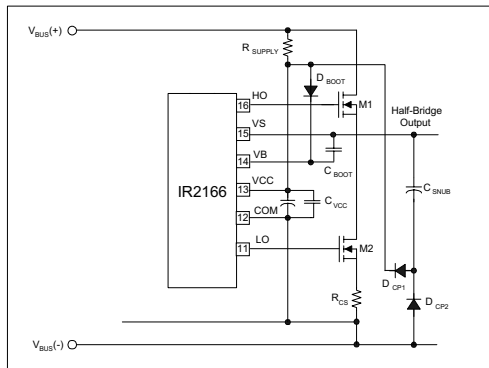 VBUS(+)
RSUPPLY
DBOOT
HO
16
M1
Half-Bridge
Output
VS
15
VB
14
CBOOT
CSNUB
VCC
13
IR2166
CVCC
COM
12
LO
11
M2
DCP1
RCS
DCP2
VBUS(-)